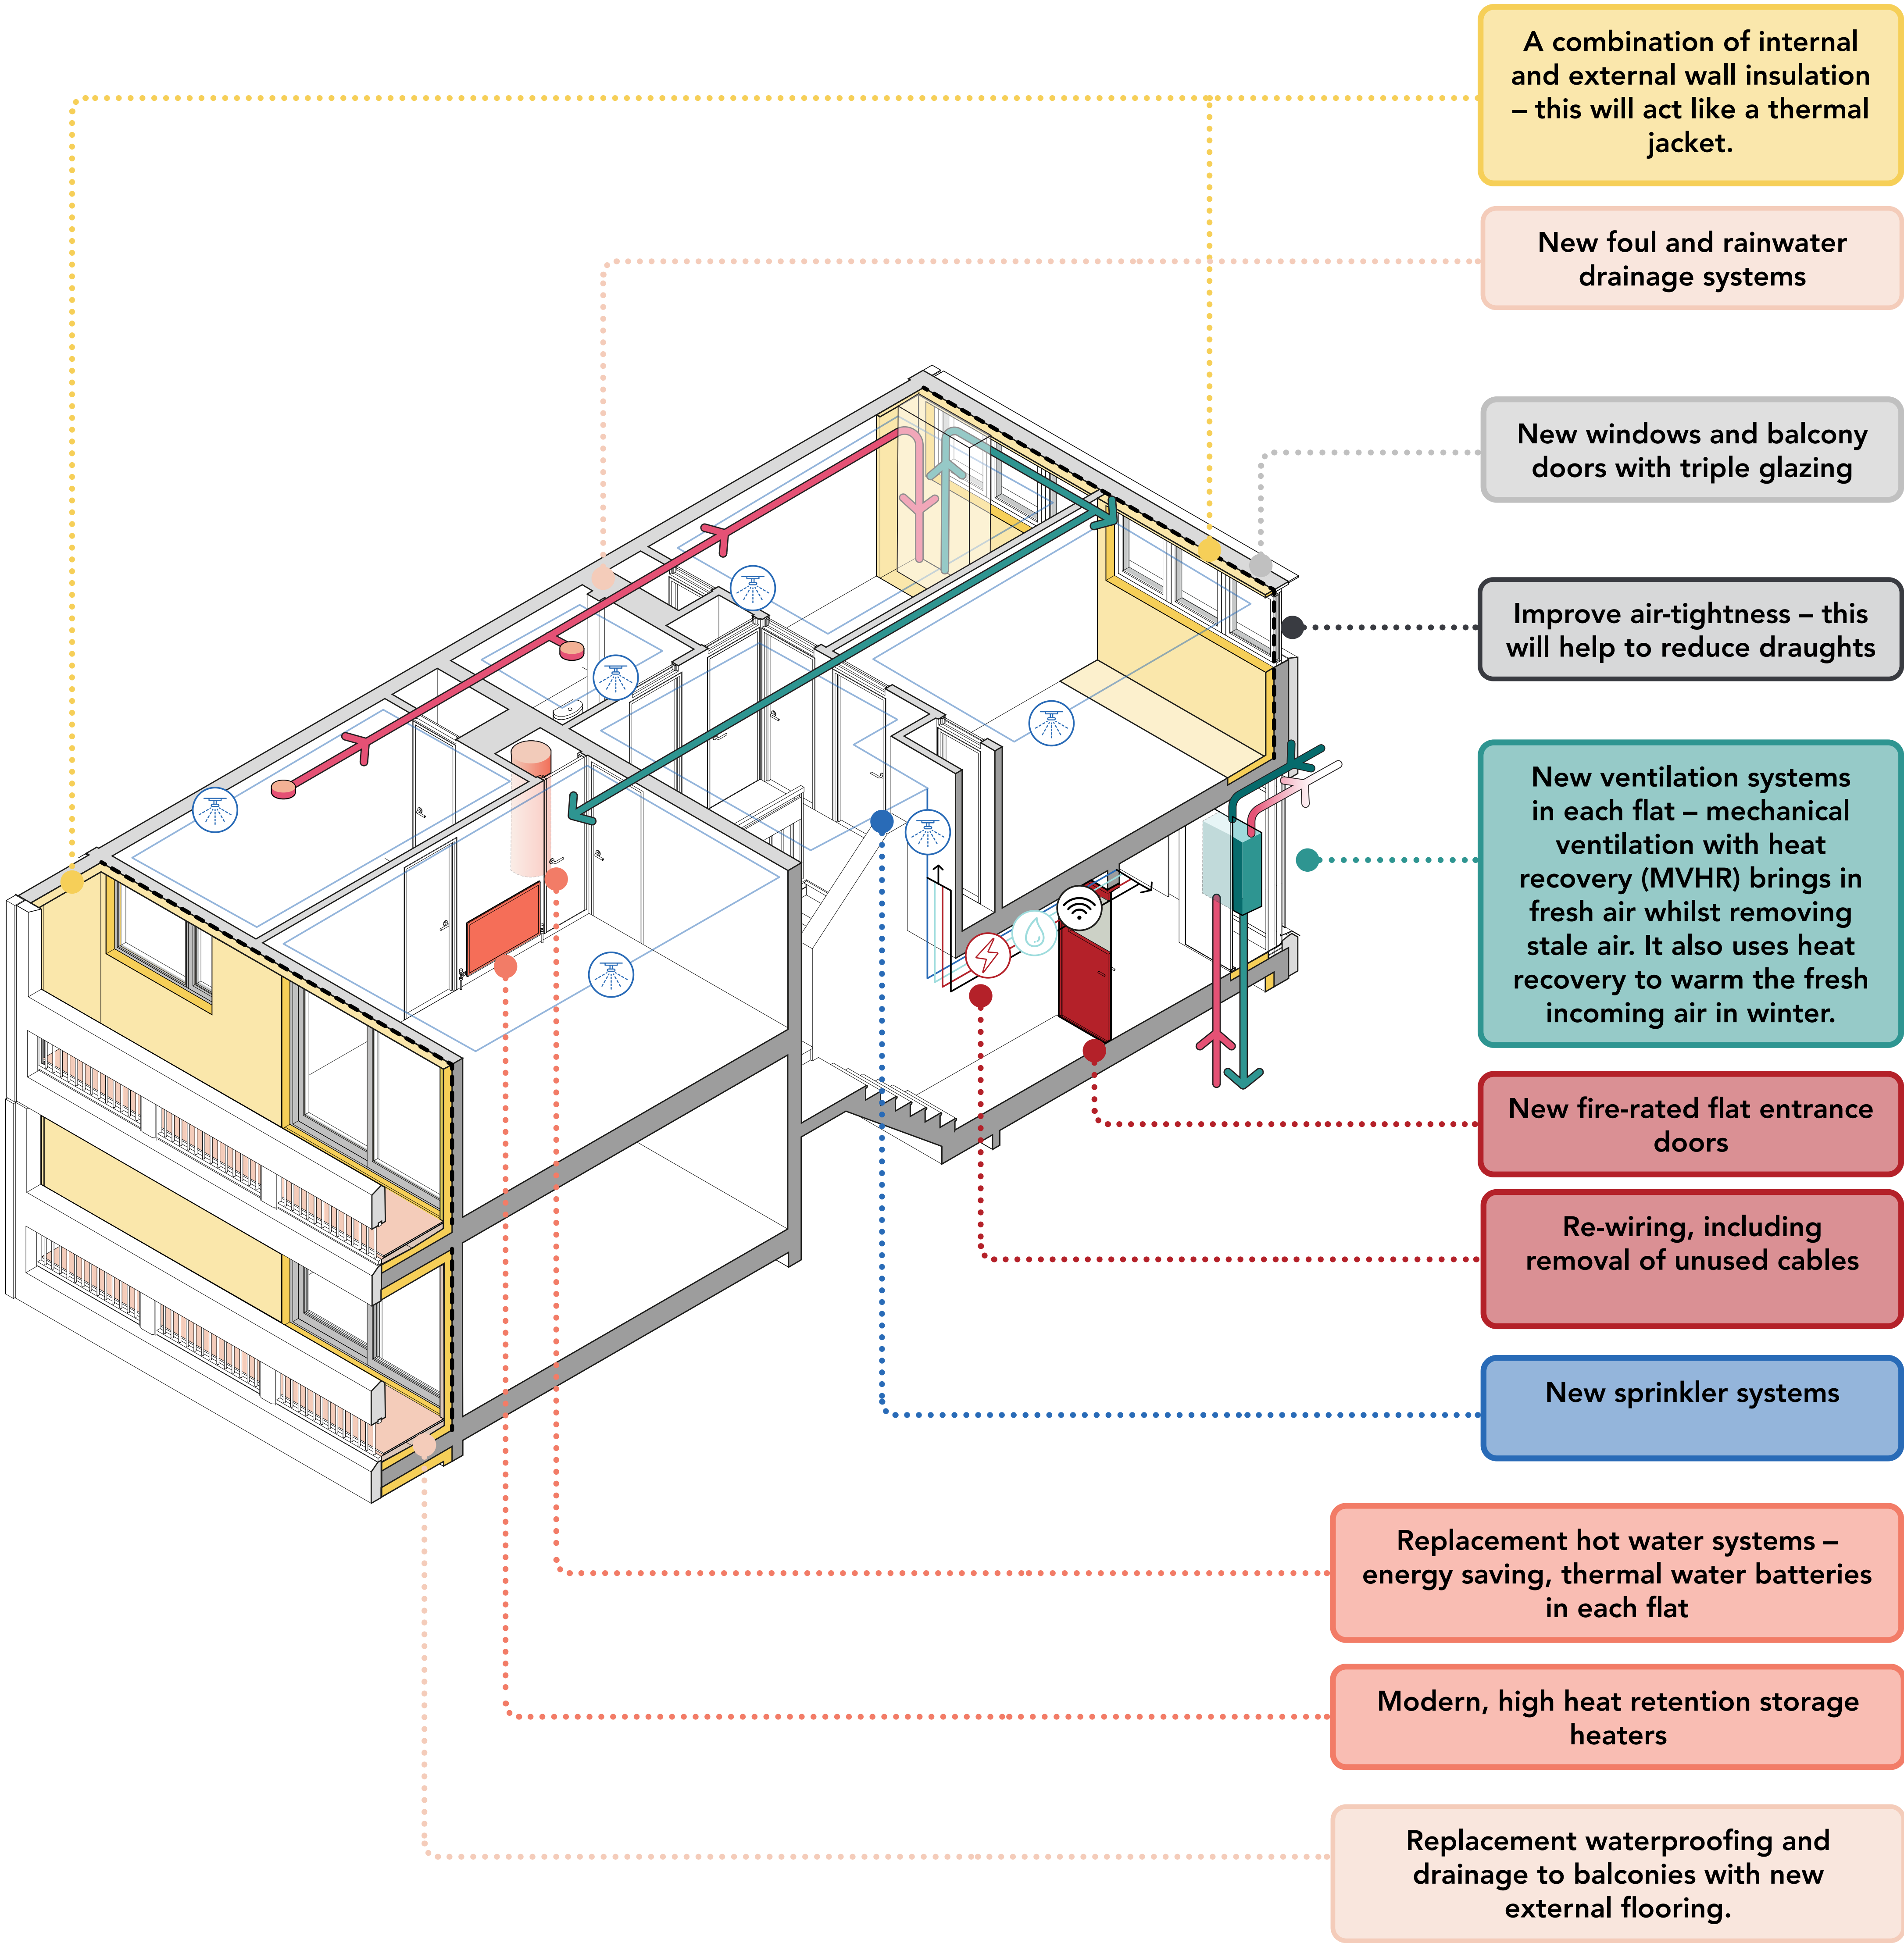 A combination of internal
and external wall insulation
– this will act like a thermal
jacket.
New foul and rainwater
drainage systems
New windows and balcony
doors with triple glazing
Improve air-tightness – this
will help to reduce draughts
New ventilation systems
in each flat – mechanical
ventilation with heat
recovery (MVHR) brings in
fresh air whilst removing
stale air. It also uses heat
recovery to warm the fresh
incoming air in winter.
New fire-rated flat entrance
doors
Re-wiring, including
removal of unused cables
New sprinkler systems
Replacement hot water systems –
energy saving, thermal water batteries
in each flat
Modern, high heat retention storage
heaters
Replacement waterproofing and
drainage to balconies with new
external flooring.